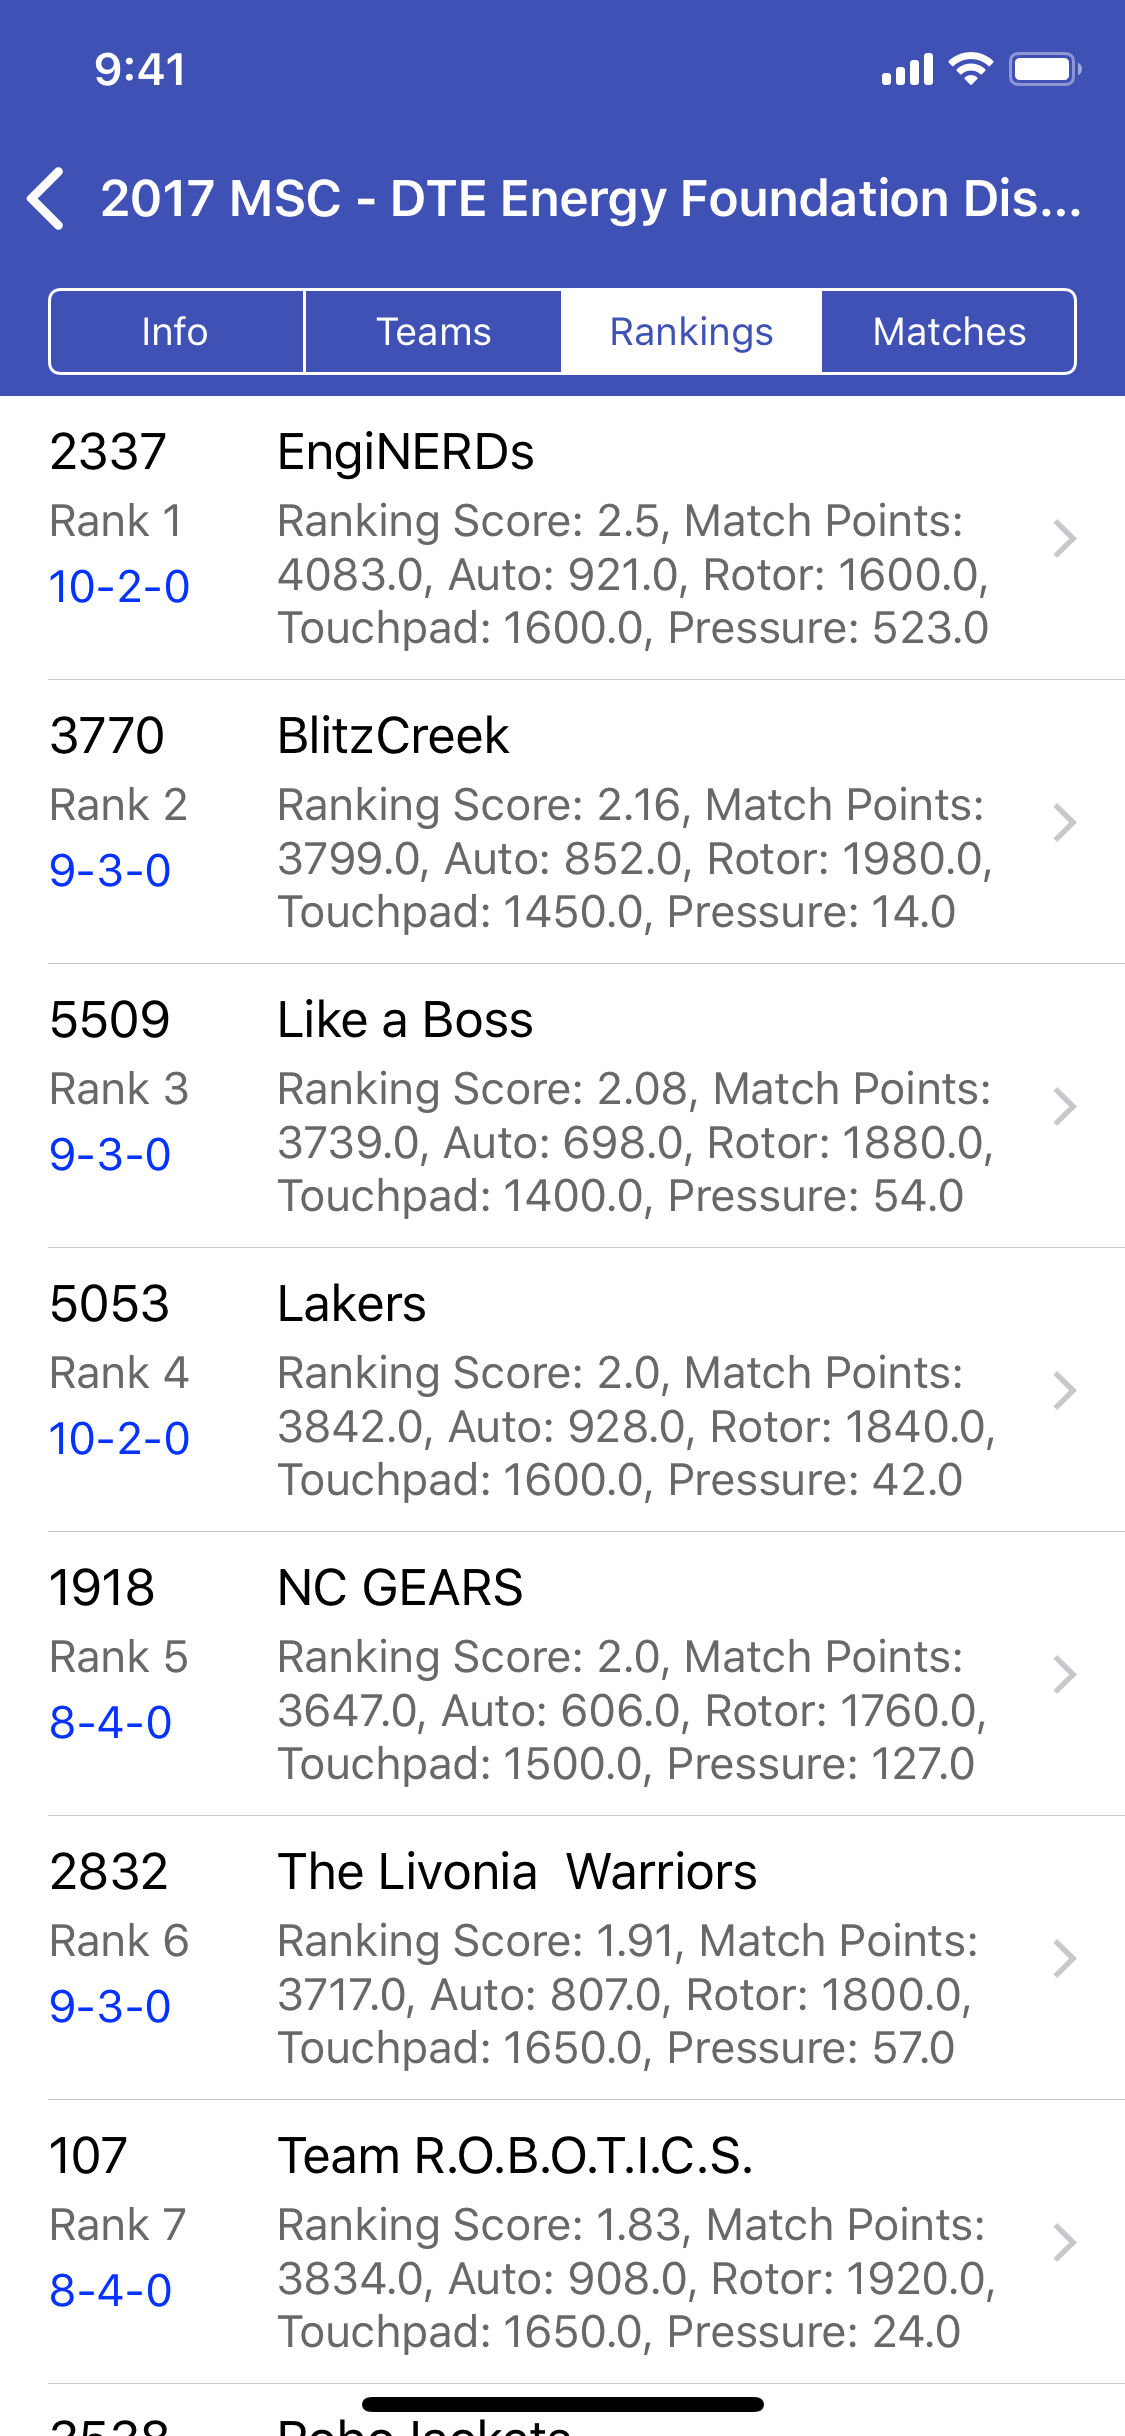 9:41
2017 MSC - DTE Energy Foundation Dis...
Info Teams Rankings Matches
2337 EngiNERDs
Rank 1 Ranking Score: 2.5, Match Points:
10-2-0 4083.0, Auto: 921.0, Rotor: 1600.0,
Touchpad: 1600.0, Pressure: 523.0
3770 BlitzCreek
Rank 2 Ranking Score: 2.16, Match Points:
9-3-0 3799.0, Auto: 852.0, Rotor: 1980.0,
Touchpad: 1450.0, Pressure: 14.0
5509 Like a Boss
Rank 3 Ranking Score: 2.08, Match Points:
9-3-0 3739.0, Auto: 698.0, Rotor: 1880.0,
Touchpad: 1400.0, Pressure: 54.0
5053 Lakers
Rank 4 Ranking Score: 2.0, Match Points:
10-2-0 3842.0, Auto: 928.0, Rotor: 1840.0,
Touchpad: 1600.0, Pressure: 42.0
1918 NC GEARS
Rank 5 Ranking Score: 2.0, Match Points:
8-4-0 3647.0, Auto: 606.0, Rotor: 1760.0,
Touchpad: 1500.0, Pressure: 127.0
2832 The Livonia  Warriors
Rank 6 Ranking Score: 1.91, Match Points:
9-3-0 3717.0, Auto: 807.0, Rotor: 1800.0,
Touchpad: 1650.0, Pressure: 57.0
107 Team R.O.B.O.T.I.C.S.
Rank 7 Ranking Score: 1.83, Match Points:
8-4-0 3834.0, Auto: 908.0, Rotor: 1920.0,
Touchpad: 1650.0, Pressure: 24.0